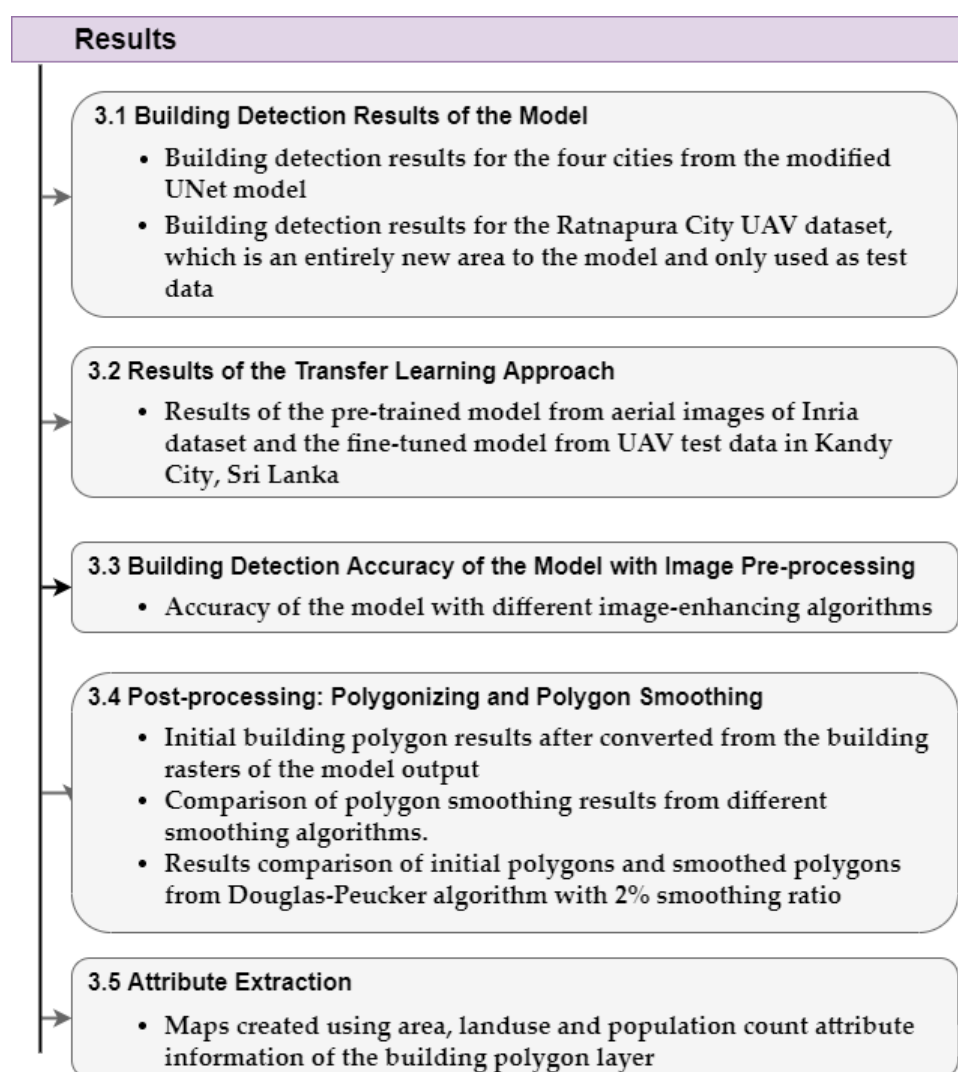 Results
3.1 Building Detection Results of the Model
• Building detection results for the four cities from the modified
UNet model
• Building detection results for the Ratnapura City UAV dataset,
which is an entirely new area to the model and only used as test
data
3.2 Results of the Transfer Learning Approach
• Results of the pre-trained model from aerial images of Inria
dataset and the fine-tuned model from UAV test data in Kandy
City, Sri Lanka
3.3 Building Detection Accuracy of the Model with Image Pre-processing
• Accuracy of the model with different image-enhancing algorithms
3.4 Post-processing: Polygonizing and Polygon Smoothing
• Initial building polygon results after converted from the building
rasters of the model output
• Comparison of polygon smoothing results from different
smoothing algorithms.
• Results comparison of initial polygons and smoothed polygons
from Douglas-Peucker algorithm with 2% smoothing ratio
3.5 Attribute Extraction
• Maps created using area, landuse and population count attribute
information of the building polygon layer